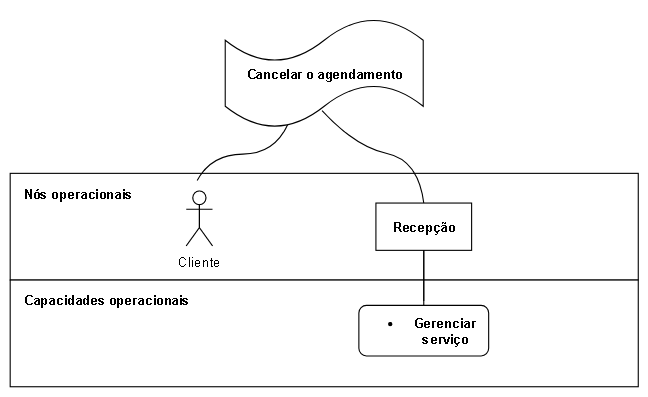 Cancelar o agendamento
Nós operacionais
Cliente
Recepção
Capacidades operacionais
• Gerenciar
serviço